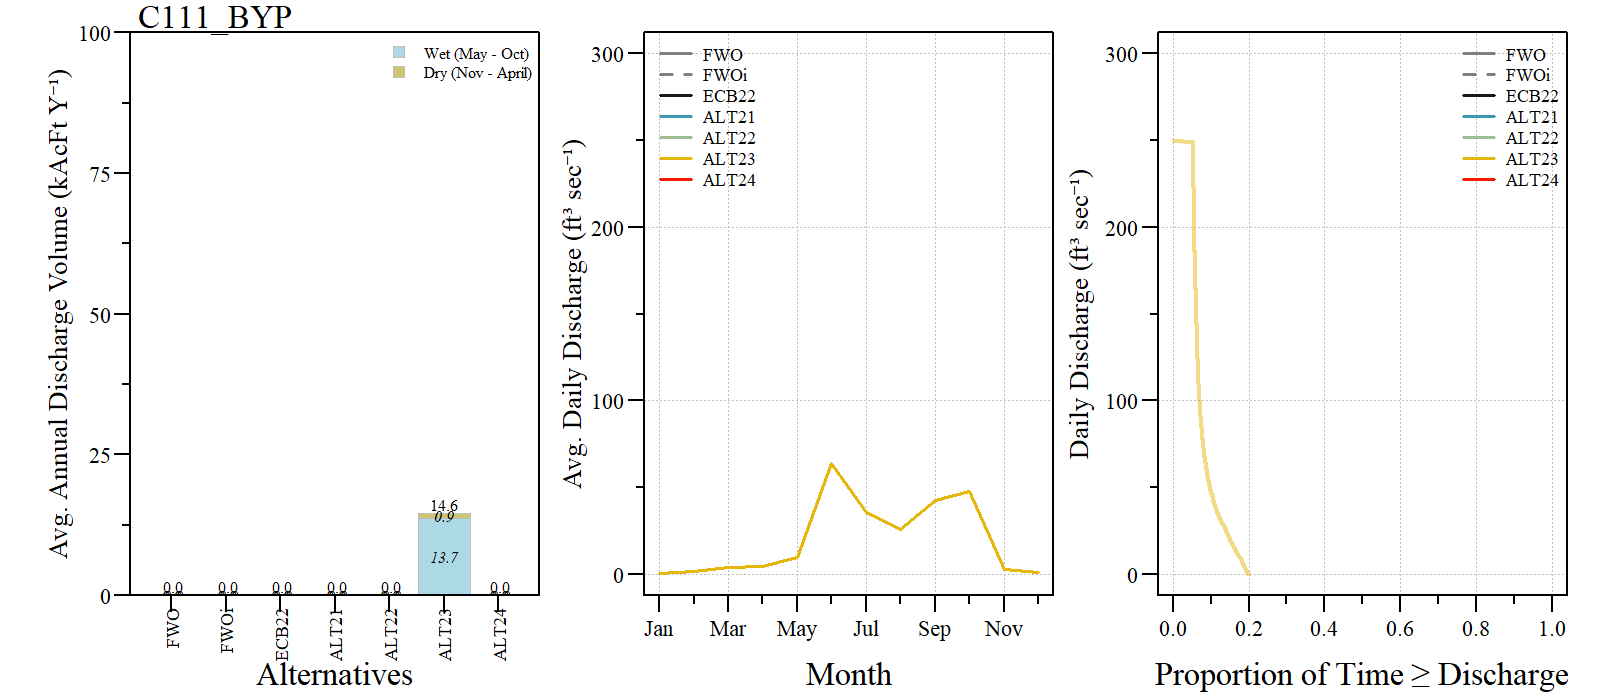 C111_BYP
Avg. Annual Discharge Volume (kAcFt Y⁻¹)
100
75
50
25
0
Wet (May - Oct)
Dry (Nov - April)
0.0
0.0
0.0
0.0
0.0
14.6
0.9
13.7
0.0
FWO
FWOi
ECB22
ALT21
ALT22
ALT23
ALT24
Alternatives
Avg. Daily Discharge (ft³ sec⁻¹)
300
200
100
0
FWO
FWOi
ECB22
ALT21
ALT22
ALT23
ALT24
Jan Mar May Jul Sep Nov
Month
Daily Discharge (ft³ sec⁻¹)
300
200
100
0
FWO
FWOi
ECB22
ALT21
ALT22
ALT23
ALT24
0.0 0.2 0.4 0.6 0.8 1.0
Proportion of Time ≥ Discharge